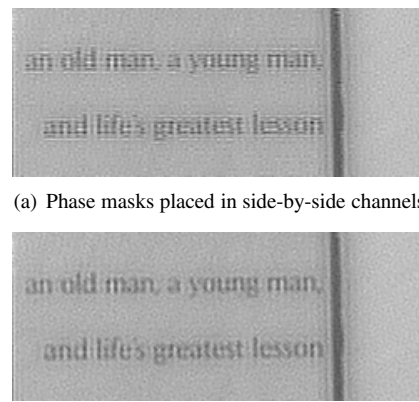 an old man, a young man,
and life's greatest lesson
(a) Phase masks placed in side-by-side channels
an old man, a young man,
and life's greatest lesson